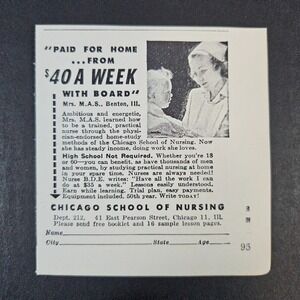 "PAID FOR HOME
...FROM
$40 A WEEK
WITH BOARD"
Mrs. M.A.S., Benton, Ill.
Ambitious and energetic,
Mrs. M.A.S. learned how
to be a trained, practical
nurse through the physi-
cian-endorsed home-study
methods of the Chicago School of Nursing. Now
she has steady income, doing work she loves.
High School Not Required. Whether you're 18
or 60—you can benefit, as have thousands of men
and women, by studying practical nursing at home
in your spare time. Nurses are always needed!
Nurse B.D.E. writes: "Have all the work I can
do at $35 a week." Lessons easily understood.
Earn while learning. Trial plan, easy payments.
Equipment included. 50th year. Write TODAY!
CHICAGO SCHOOL OF NURSING
Dept. 212, 41 East Pearson Street, Chicago 11, Ill.
Please send free booklet and 16 sample lesson pages.
Name
City State Age
95